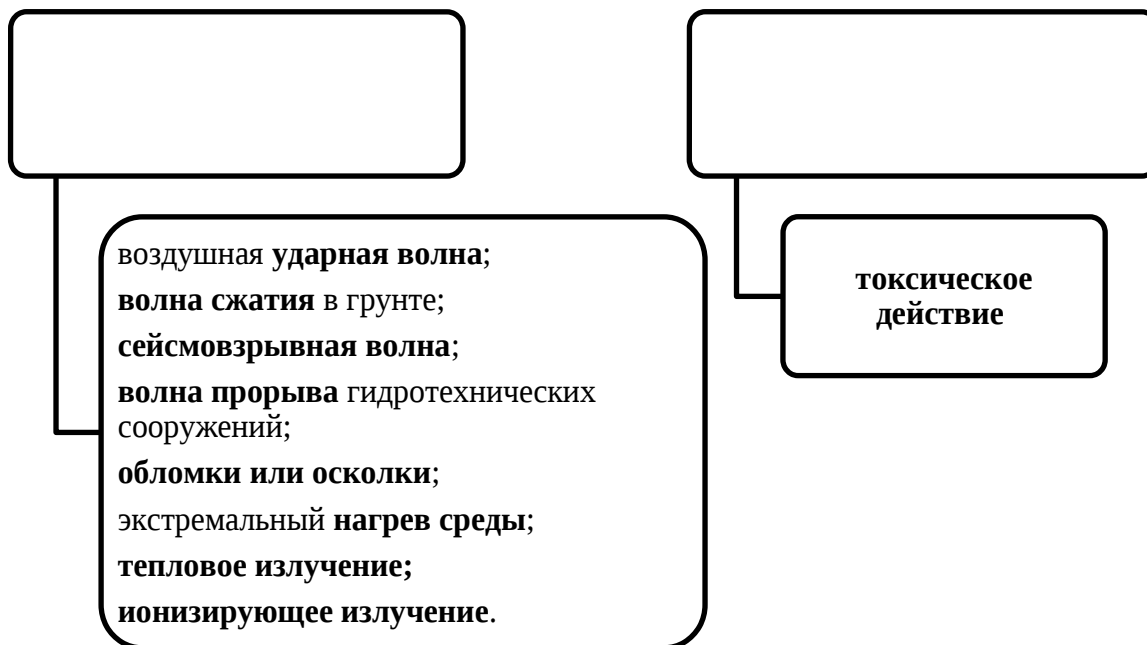 воздушная ударная волна;
волна сжатия в грунте;
сейсмовзрывная волна;
волна прорыва гидротехнических
сооружений;
обломки или осколки;
экстремальный нагрев среды;
тепловое излучение;
ионизирующее излучение.
токсическое
действие